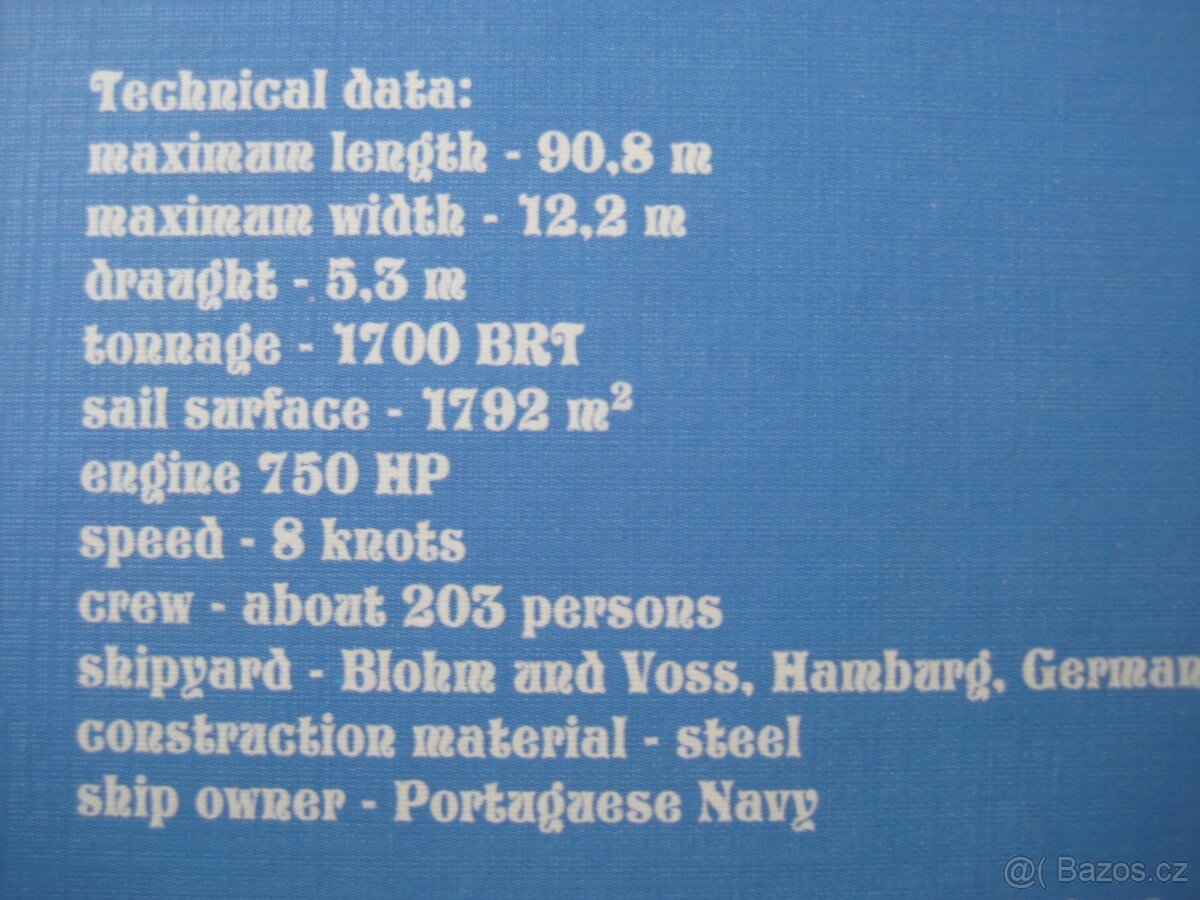 Technical data:
maximum length - 90,8 m
maximum width - 12,2 m
draught - 5,3 m
tonnage - 1700 BRT
sail surface - 1792 m²
engine 750 HP
speed - 8 knots
crew - about 203 persons
shipyard - Blohm und Voss, Hamburg, German
construction material - steel
ship owner - Portuguese Navy
@( Bazos.cz